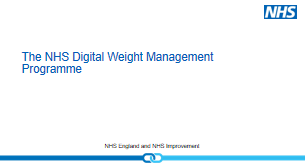 NHS
The NHS Digital Weight Management
Programme
NHS England and NHS Improvement